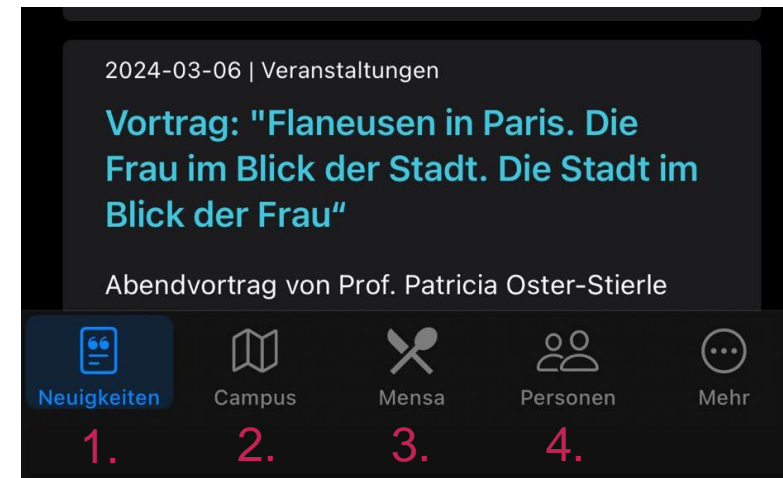 2024-03-06 | Veranstaltungen
Vortrag: "Flaneusen in Paris. Die
Frau im Blick der Stadt. Die Stadt im
Blick der Frau“
Abendvortrag von Prof. Patricia Oster-Stierle
Neuigkeiten Campus Mensa Personen Mehr
1. 2. 3. 4.